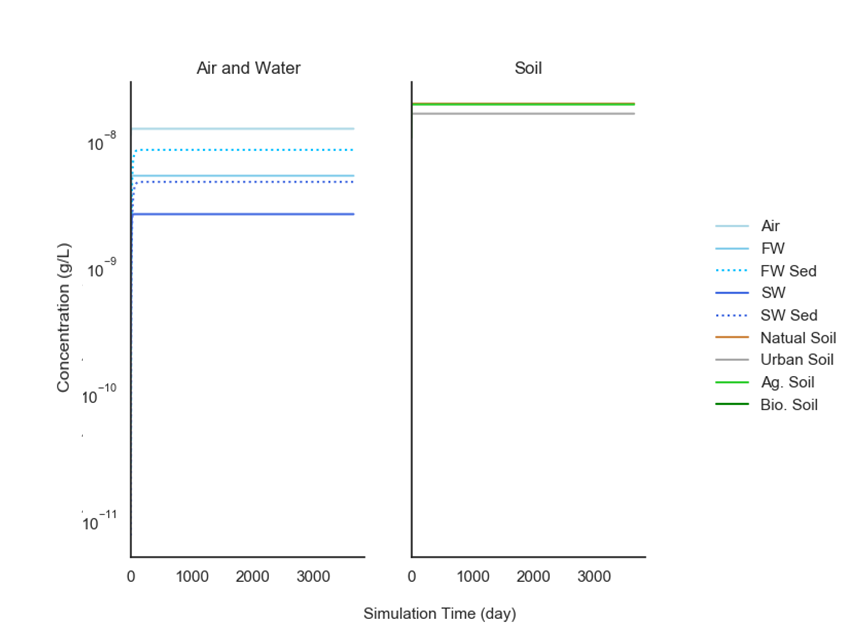 Air and Water
Soil
10⁻⁸
10⁻⁹
10⁻¹⁰
10⁻¹¹
Concentration (g/L)
0 1000 2000 3000
0 1000 2000 3000
Simulation Time (day)
Air
FW
FW Sed
SW
SW Sed
Natual Soil
Urban Soil
Ag. Soil
Bio. Soil